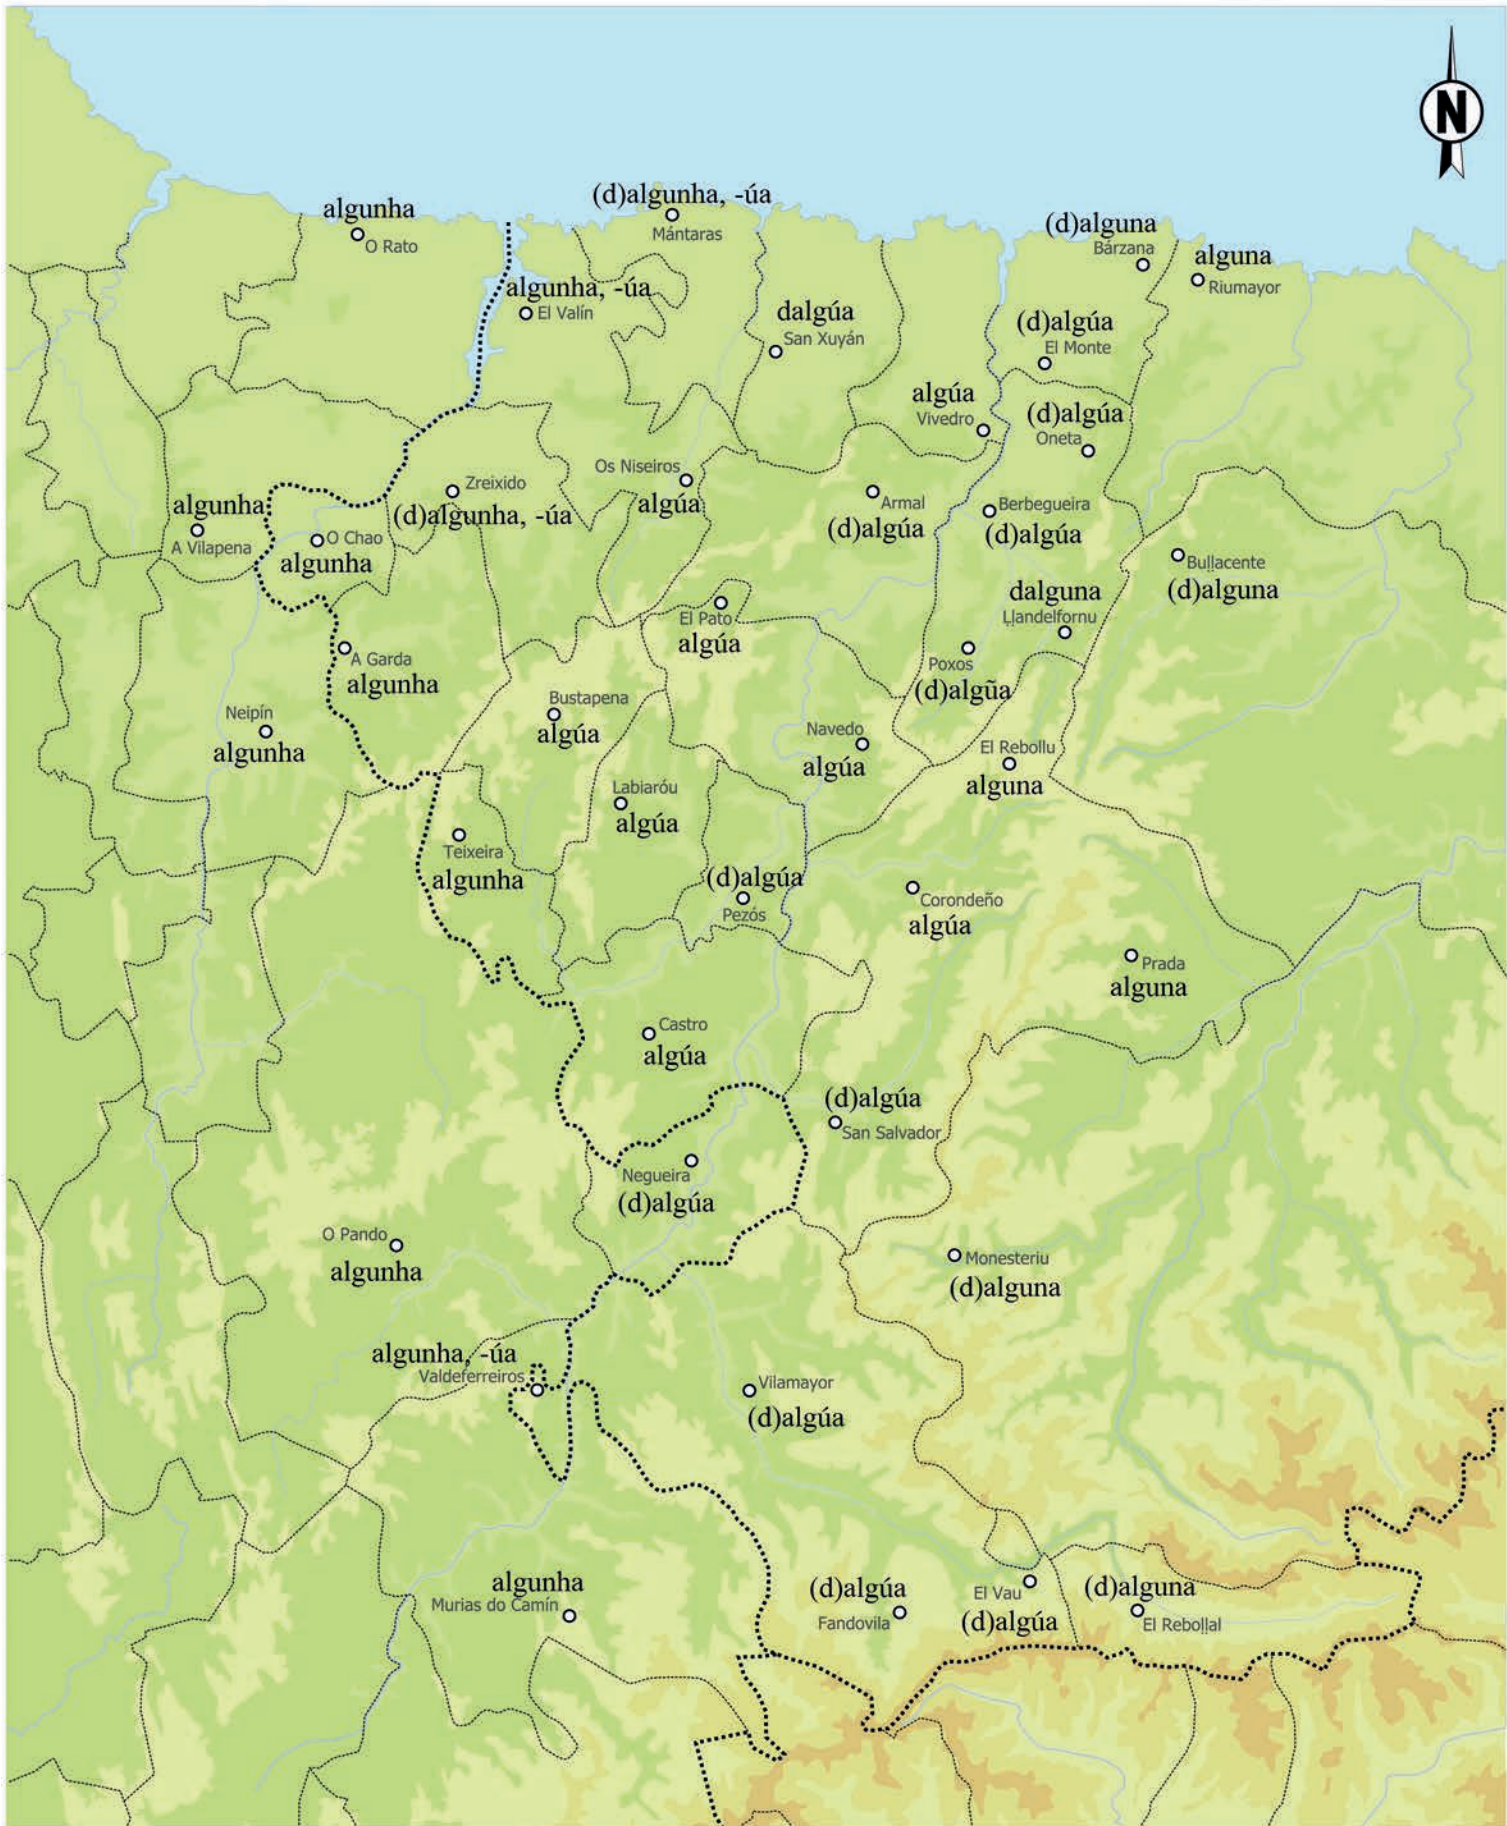 N
(d)algunha, -úa
Mántaras
algunha
O Rato
(d)alguna
Bárzana
alguna
Riumayor
algunha, -úa
El Valín
dalgúa
San Xuyán
(d)algúa
El Monte
algúa
Vivedro
(d)algúa
Oneta
Os Niseiros
algúa
Zreixido
(d)algunha, -úa
Armal
(d)algúa
Berbegueira
(d)algúa
algunha
A Vilapena
O Chao
algunha
Buḷḷacente
(d)alguna
dalguna
Ḷḷandelfornu
El Pato
algúa
A Garda
algunha
Poxos
(d)algũa
Neipín
algunha
Bustapena
algúa
Navedo
algúa
El Rebollu
alguna
Labiaróu
algúa
Teixeira
algunha
(d)algúa
Pezós
Corondeño
algúa
Prada
alguna
Castro
algúa
(d)algúa
San Salvador
Negueira
(d)algúa
O Pando
algunha
Monesteriu
(d)alguna
algunha, -úa
Valdeferreiros
Vilamayor
(d)algúa
algunha
Murias do Camín
(d)algúa
Fandovila
El Vau
(d)algúa
(d)alguna
El Reboḷḷal